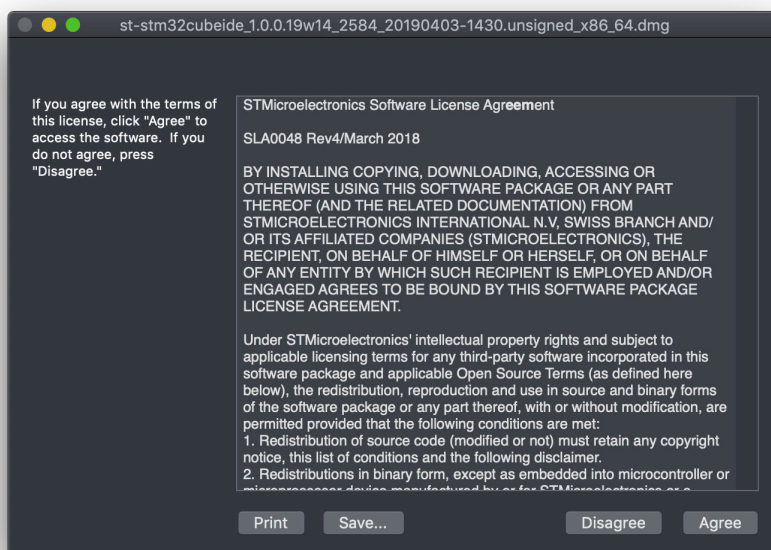 st-stm32cubeide_1.0.0.19w14_2584_20190403-1430.unsigned_x86_64.dmg
If you agree with the terms of
this license, click "Agree" to
access the software.  If you
do not agree, press
"Disagree."
STMicroelectronics Software License Agreement
SLA0048 Rev4/March 2018
BY INSTALLING COPYING, DOWNLOADING, ACCESSING OR
OTHERWISE USING THIS SOFTWARE PACKAGE OR ANY PART
THEREOF (AND THE RELATED DOCUMENTATION) FROM
STMICROELECTRONICS INTERNATIONAL N.V, SWISS BRANCH AND/
OR ITS AFFILIATED COMPANIES (STMICROELECTRONICS), THE
RECIPIENT, ON BEHALF OF HIMSELF OR HERSELF, OR ON BEHALF
OF ANY ENTITY BY WHICH SUCH RECIPIENT IS EMPLOYED AND/OR
ENGAGED AGREES TO BE BOUND BY THIS SOFTWARE PACKAGE
LICENSE AGREEMENT.
Under STMicroelectronics' intellectual property rights and subject to
applicable licensing terms for any third-party software incorporated in this
software package and applicable Open Source Terms (as defined here
below), the redistribution, reproduction and use in source and binary forms
of the software package or any part thereof, with or without modification, are
permitted provided that the following conditions are met:
1. Redistribution of source code (modified or not) must retain any copyright
notice, this list of conditions and the following disclaimer.
2. Redistributions in binary form, except as embedded into microcontroller or
microprocessor device manufactured by or for STMicroelectronics or a
Print
Save...
Disagree
Agree